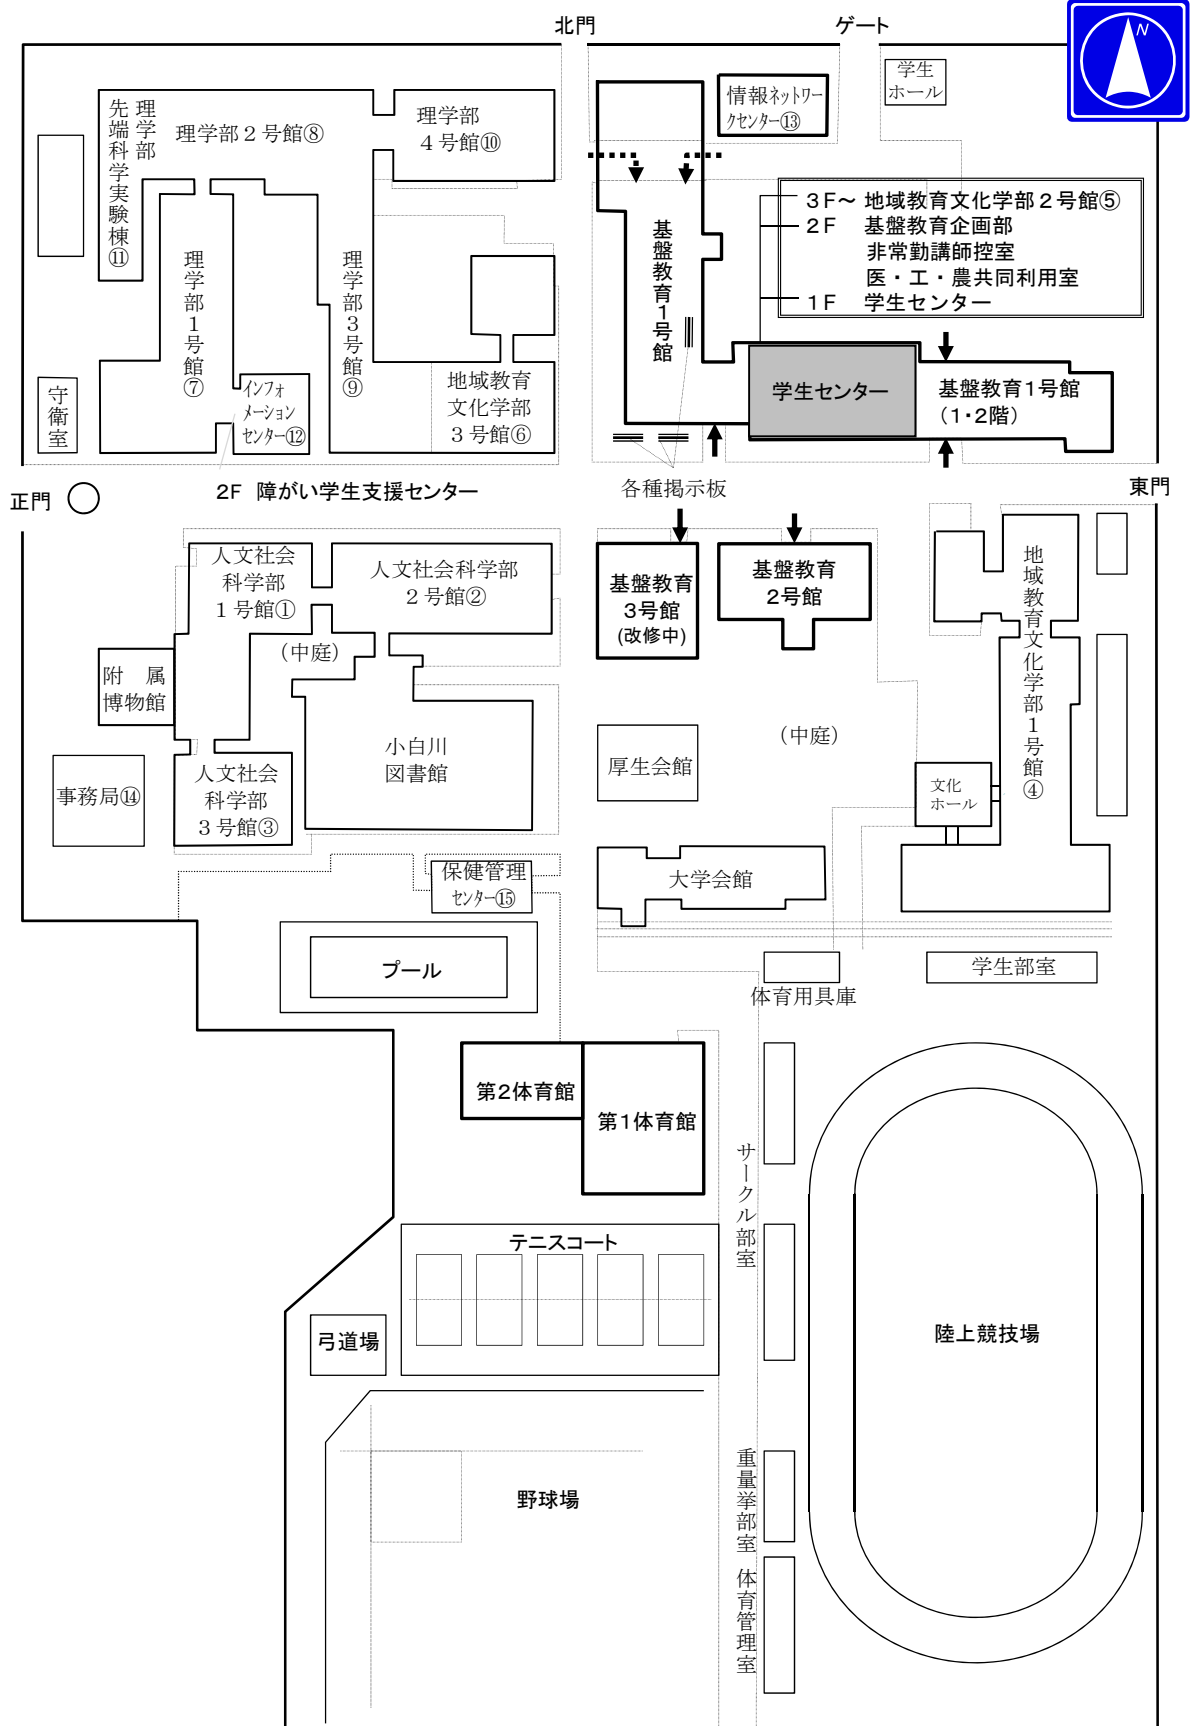 北門
ゲート
N
学生
ホール
情報ネットワー
クセンター⑬
理学部
先端科学実験棟⑪
理学部２号館⑧
理学部
４号館⑩
3F～ 地域教育文化学部２号館⑤
2F 基盤教育企画部
非常勤講師控室
医・工・農共同利用室
1F 学生センター
基盤教育1号館
理学部1号館⑦
理学部3号館⑨
守衛室
インフォ
メーション
センター⑫
地域教育
文化学部
３号館⑥
学生センター
基盤教育1号館
(1・2階)
正門
2F 障がい学生支援センター
各種掲示板
東門
人文社会
科学部
１号館①
人文社会科学部
２号館②
(中庭)
基盤教育
3号館
(改修中)
基盤教育
2号館
地域教育文化学部１号館④
附 属
博物館
小白川
図書館
厚生会館
(中庭)
事務局⑭
人文社会
科学部
３号館③
文化
ホール
保健管理
センター⑮
大学会館
プール
体育用具庫
学生部室
第2体育館
第1体育館
サークル部室
テニスコート
弓道場
陸上競技場
野球場
重量挙部室
体育管理室